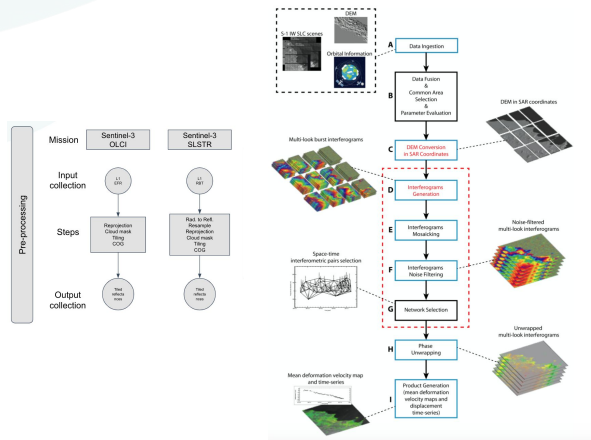 Pre-processing
Mission
Sentinel-3
OLCI
Sentinel-3
SLSTR
Input
collection
L1
EFR
L1
RBT
Steps
Reprojection
Cloud mask
Tiling
COG
Rad. to Refl.
Resample
Reprojection
Cloud mask
Tiling
COG
Output
collection
Tiled
reflecta
nces
Tiled
reflecta
nces
S-1 IW SLC scenes
DEM
Orbital Information
A
Data Ingestion
B
Data Fusion
&
Common Area
Selection
&
Parameter Evaluation
DEM in SAR coordinates
C
DEM Conversion
in SAR Coordinates
Multi-look burst interferograms
D
Interferograms
Generation
E
Interferograms
Mosaicking
Noise-filtered
multi-look interferograms
F
Interferograms
Noise Filtering
Space-time
interferometric pairs selection
G
Network Selection
Unwrapped
multi-look interferograms
H
Phase
Unwrapping
Mean deformation velocity map
and time-series
I
Product Generation
(mean deformation
velocity maps and
displacement
time-series)